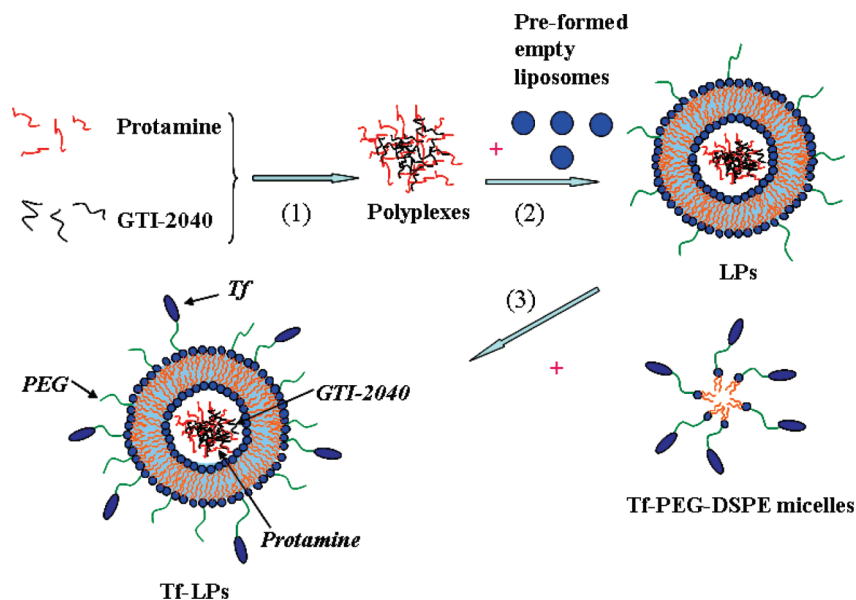 Pre-formed
empty
liposomes
Protamine
+
GTI-2040
(1)
Polyplexes
(2)
LPs
Tf
(3)
PEG
GTI-2040
+
Protamine
Tf-PEG-DSPE micelles
Tf-LPs